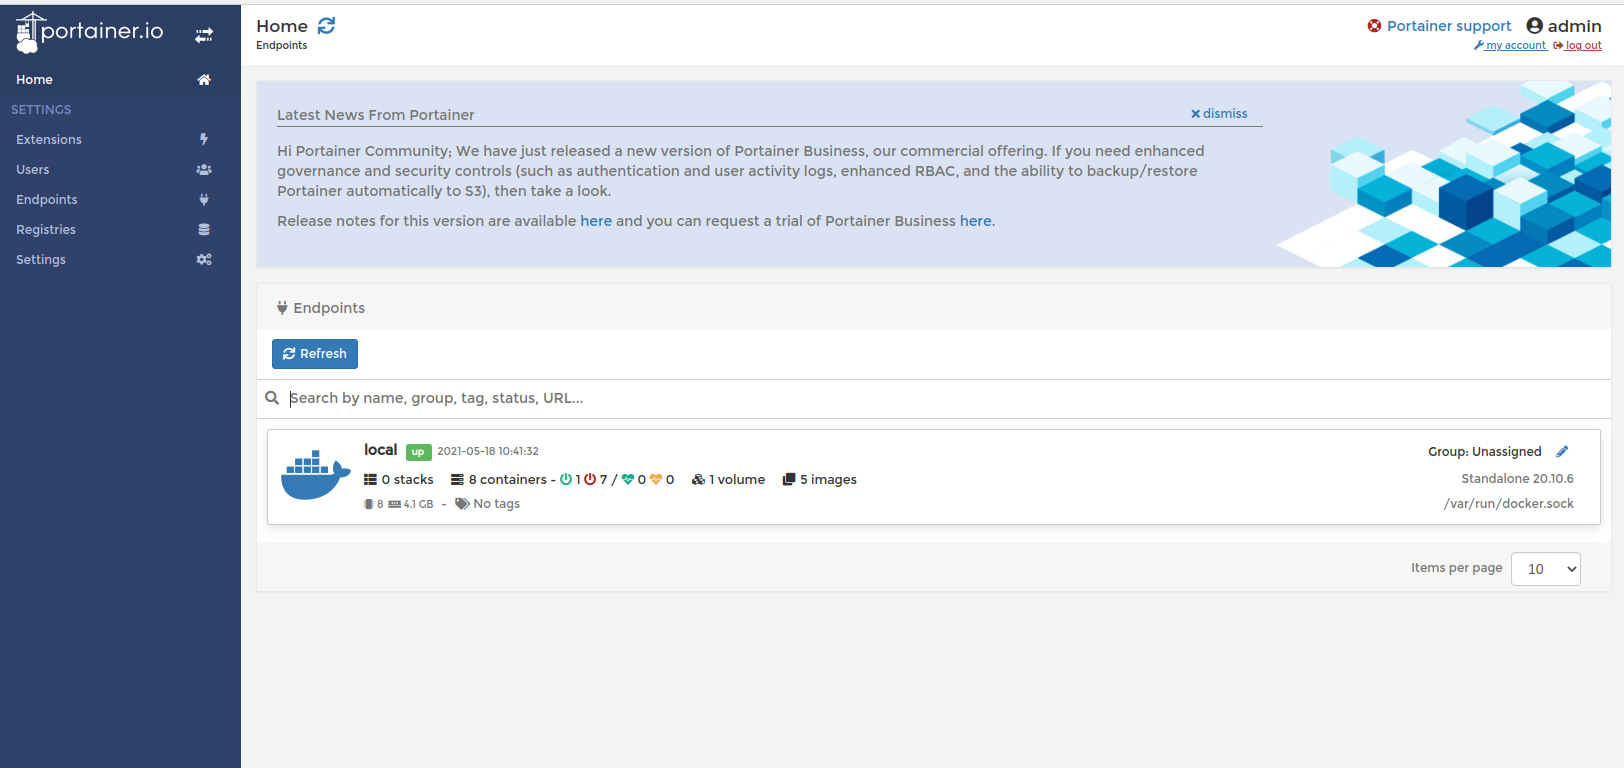 portainer.io
Home
SETTINGS
Extensions
Users
Endpoints
Registries
Settings
Home
Endpoints
Portainer support admin
my account log out
Latest News From Portainer
dismiss
Hi Portainer Community; We have just released a new version of Portainer Business, our commercial offering. If you need enhanced
governance and security controls (such as authentication and user activity logs, enhanced RBAC, and the ability to backup/restore
Portainer automatically to S3), then take a look.
Release notes for this version are available here and you can request a trial of Portainer Business here.
Endpoints
Refresh
Search by name, group, tag, status, URL...
local up 2021-05-18 10:41:32
Group: Unassigned
0 stacks 8 containers - 1 7 / 0 0 1 volume 5 images
Standalone 20.10.6
8 4.1 GB - No tags
/var/run/docker.sock
Items per page 10